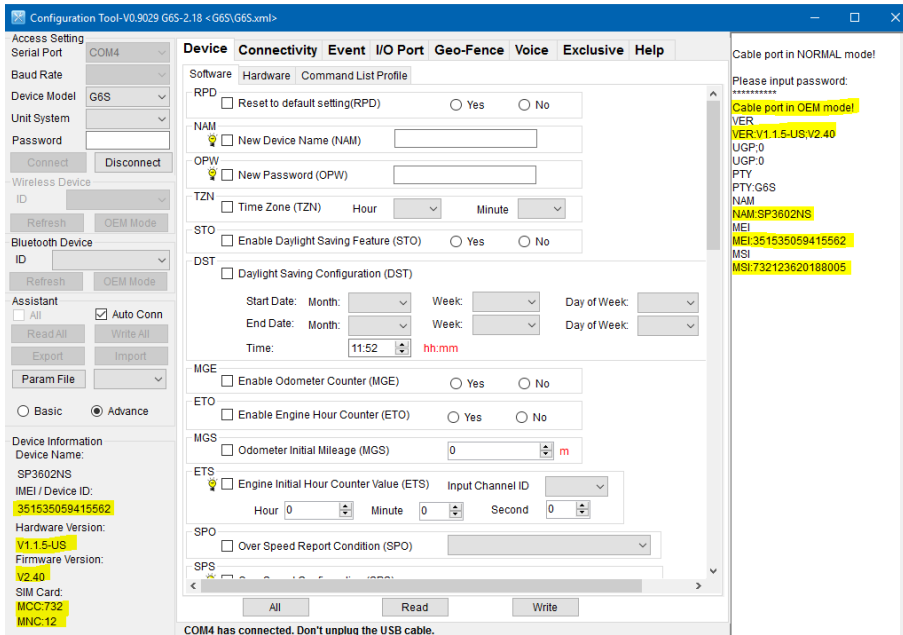 Configuration Tool-V0.9029 G6S-2.18 <G6S\G6S.xml>
Access Setting
Serial Port COM4
Baud Rate
Device Model G6S
Unit System
Password
Connect Disconnect
Wireless Device
ID
Refresh OEM Mode
Bluetooth Device
ID
Refresh OEM Mode
Assistant
All Auto Conn
Read All Write All
Export Import
Param File
Basic Advance
Device Information
Device Name:
SP3602NS
IMEI / Device ID:
351535059415562
Hardware Version:
V1.1.5-US
Firmware Version:
V2.40
SIM Card:
MCC:732
MNC:12
Device Connectivity Event I/O Port Geo-Fence Voice Exclusive Help
Software Hardware Command List Profile
RPD
Reset to default setting(RPD) Yes No
NAM
New Device Name (NAM)
OPW
New Password (OPW)
TZN
Time Zone (TZN) Hour Minute
STO
Enable Daylight Saving Feature (STO) Yes No
DST
Daylight Saving Configuration (DST)
Start Date: Month: Week: Day of Week:
End Date: Month: Week: Day of Week:
Time: 11:52 hh:mm
MGE
Enable Odometer Counter (MGE) Yes No
ETO
Enable Engine Hour Counter (ETO) Yes No
MGS
Odometer Initial Mileage (MGS) 0 m
ETS
Engine Initial Hour Counter Value (ETS) Input Channel ID
Hour 0 Minute 0 Second 0
SPO
Over Speed Report Condition (SPO)
SPS
All Read Write
COM4 has connected. Don't unplug the USB cable.
Cable port in NORMAL mode!
Please input password:
**********
Cable port in OEM mode!
VER
VER:V1.1.5-US;V2.40
UGP;0
UGP:0
PTY
PTY:G6S
NAM
NAM:SP3602NS
MEI
MEI:351535059415562
MSI
MSI:732123620188005